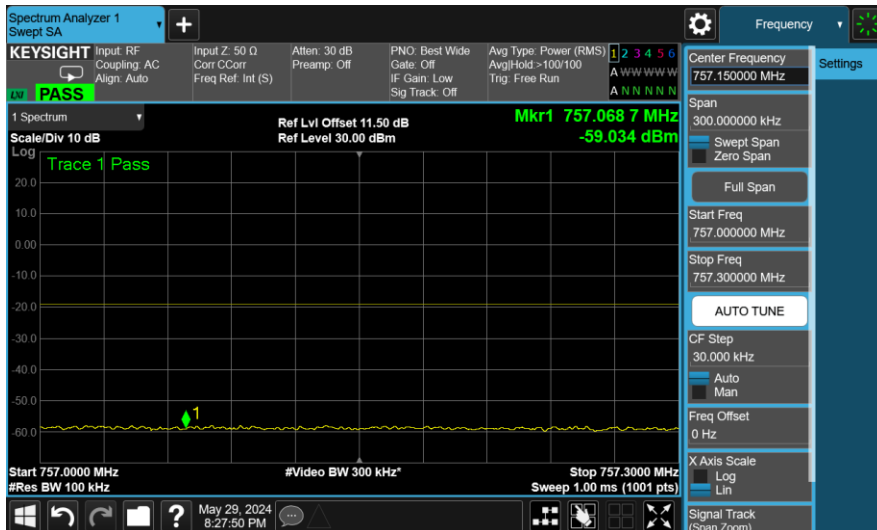 Spectrum Analyzer 1
Swept SA
+
Frequency
KEYSIGHT
Input: RF
Coupling: AC
Align: Auto
Input Z: 50 Ω
Corr CCorr
Freq Ref: Int (S)
Atten: 30 dB
Preamp: Off
PNO: Best Wide
Gate: Off
IF Gain: Low
Sig Track: Off
Avg Type: Power (RMS)
Avg|Hold:>100/100
Trig: Free Run
1 2 3 4 5 6
A W W W W W
A N N N N N
LXI PASS
1 Spectrum
Scale/Div 10 dB
Log
Ref Lvl Offset 11.50 dB
Ref Level 30.00 dBm
Mkr1 757.068 7 MHz
-59.034 dBm
Trace 1 Pass
20.0
10.0
0.00
-10.0
-20.0
-30.0
-40.0
-50.0
-60.0
1
Start 757.0000 MHz
#Res BW 100 kHz
#Video BW 300 kHz*
Stop 757.3000 MHz
Sweep 1.00 ms (1001 pts)
Center Frequency
757.150000 MHz
Settings
Span
300.000000 kHz
Swept Span
Zero Span
Full Span
Start Freq
757.000000 MHz
Stop Freq
757.300000 MHz
AUTO TUNE
CF Step
30.000 kHz
Auto
Man
Freq Offset
0 Hz
X Axis Scale
Log
Lin
Signal Track
(Span Zoom)
?
May 29, 2024
8:27:50 PM